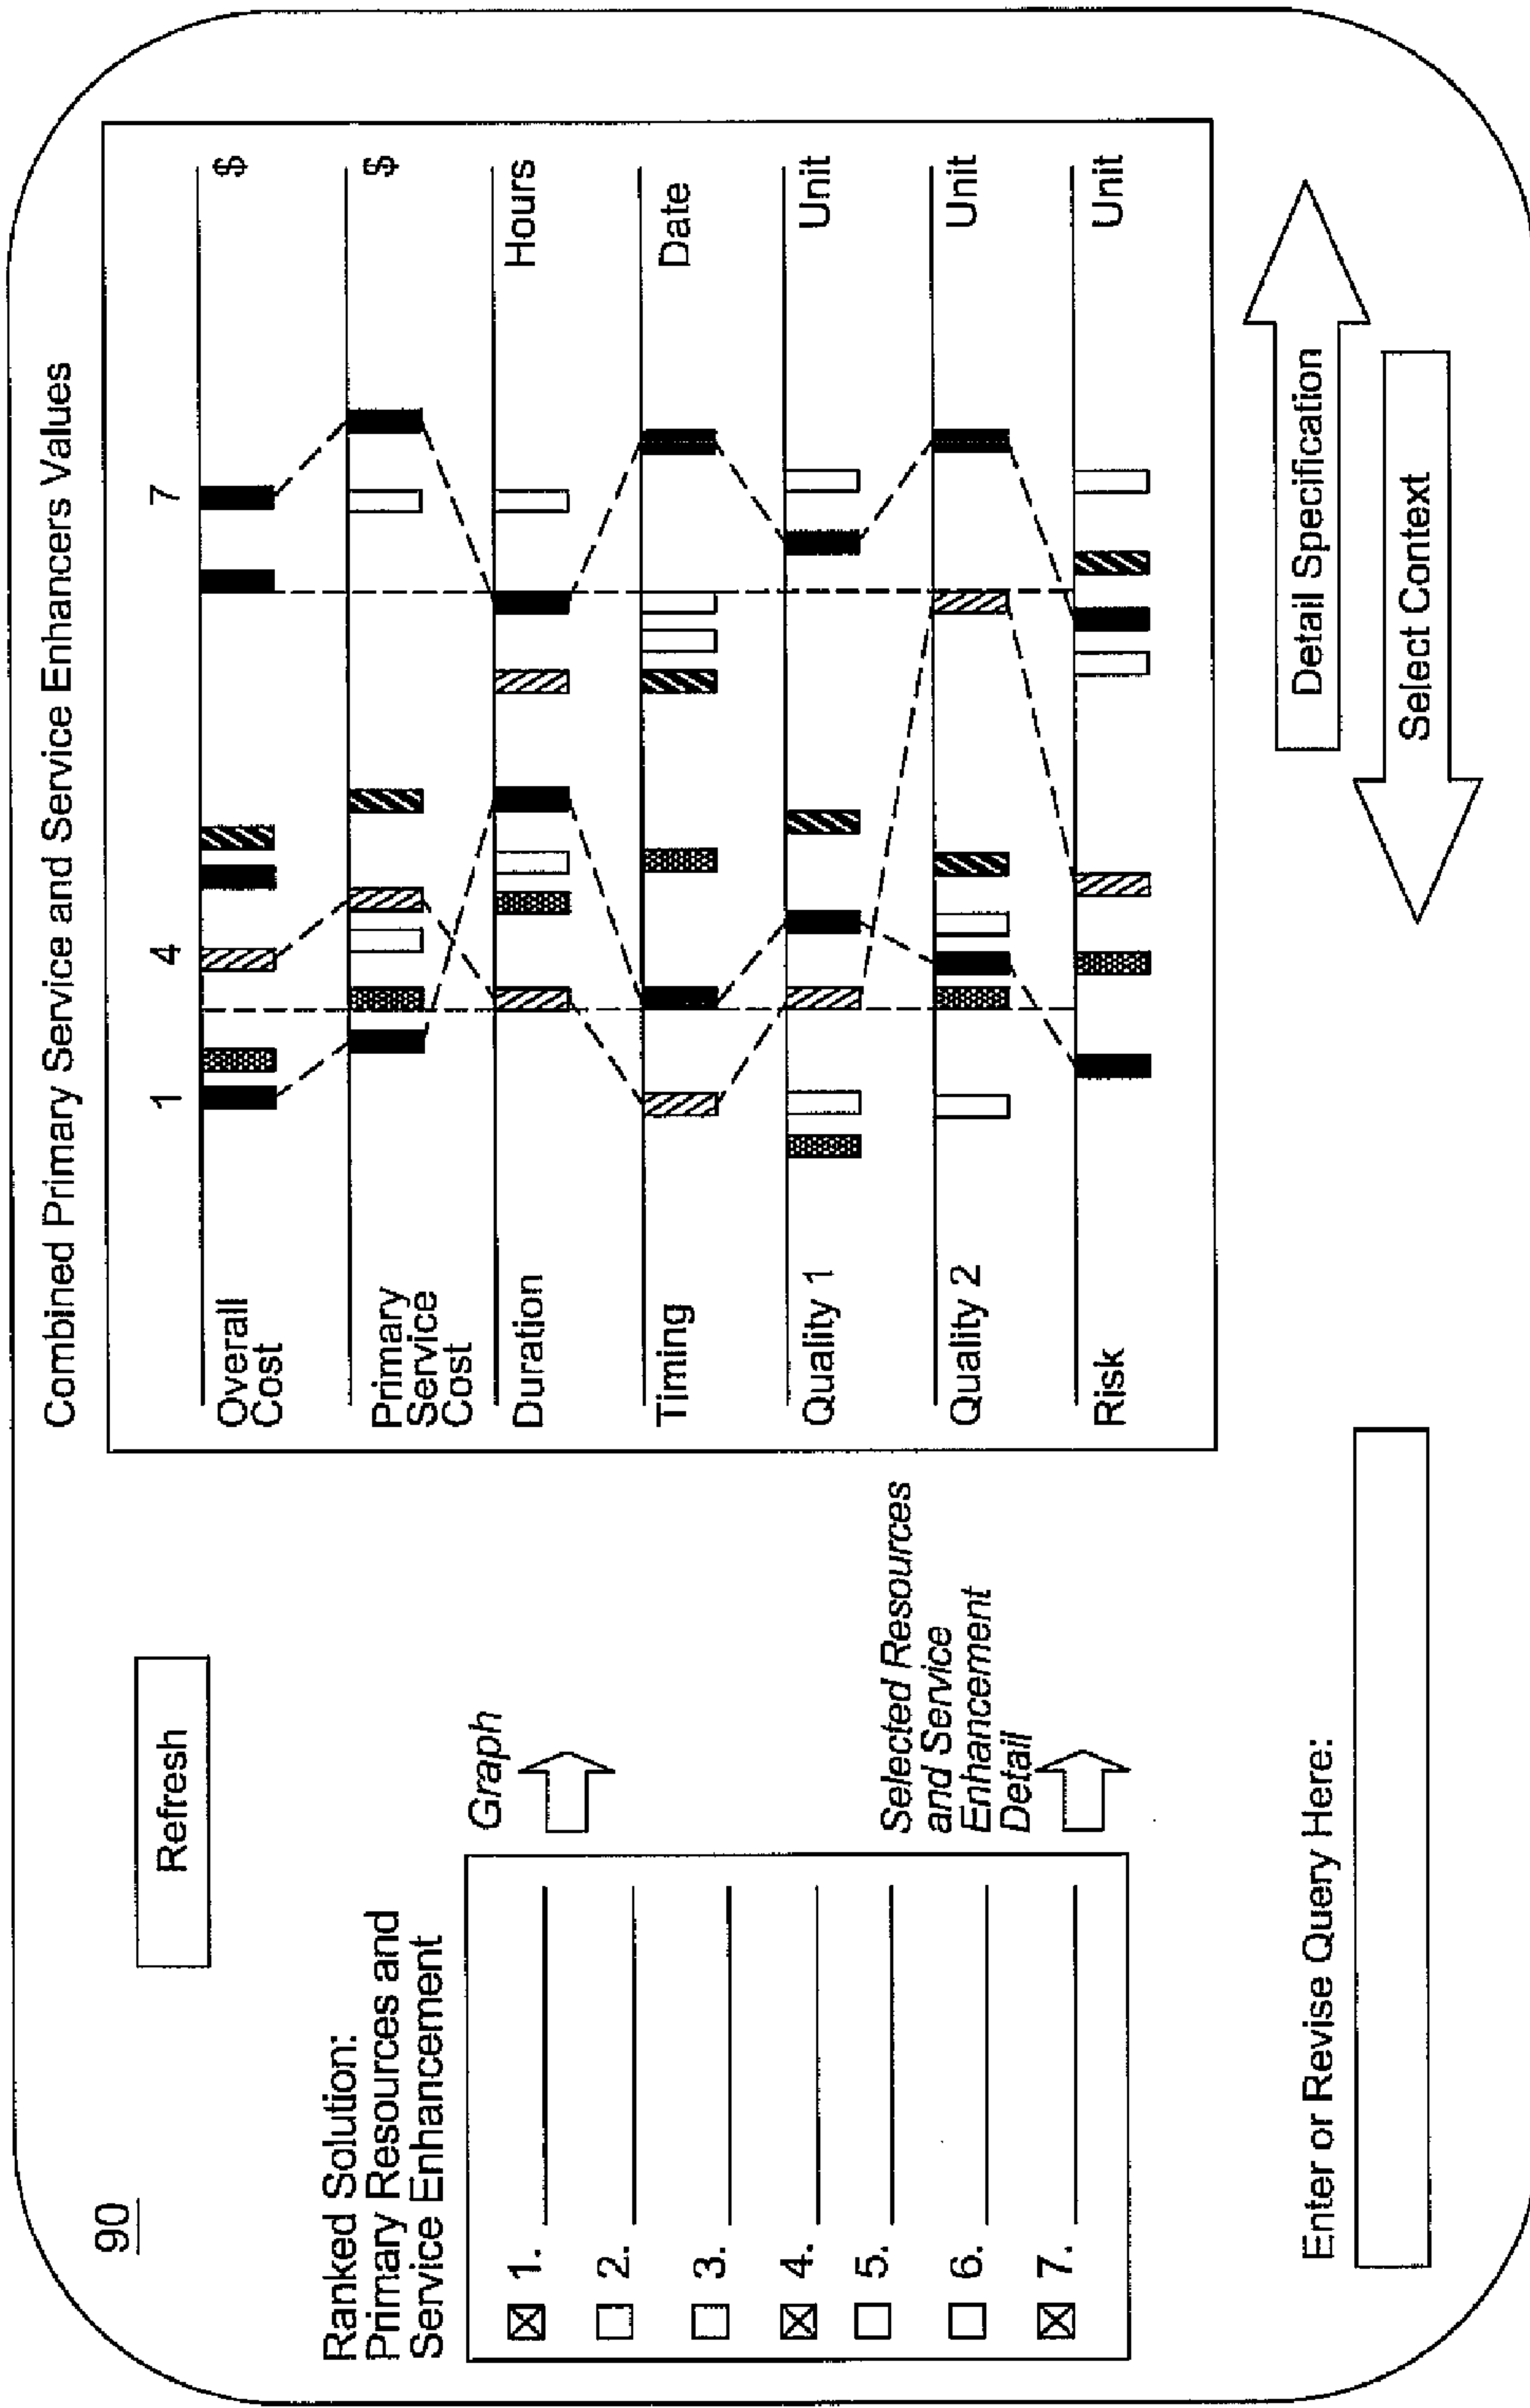 90
Refresh
Ranked Solution:
Primary Resources and
Service Enhancement
1.
2.
3.
4.
5.
6.
7.
Graph
Selected Resources
and Service
Enhancement
Detail
Enter or Revise Query Here:
Combined Primary Service and Service Enhancers Values
1 4 7
Overall
Cost
$
Primary
Service
Cost
$
Duration
Hours
Timing
Date
Quality 1
Unit
Quality 2
Unit
Risk
Unit
Detail Specification
Select Context